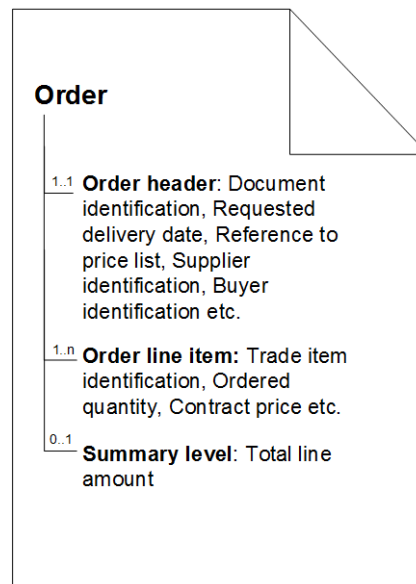 Order
1..1 Order header: Document
identification, Requested
delivery date, Reference to
price list, Supplier
identification, Buyer
identification etc.
1..n Order line item: Trade item
identification, Ordered
quantity, Contract price etc.
0..1 Summary level: Total line
amount